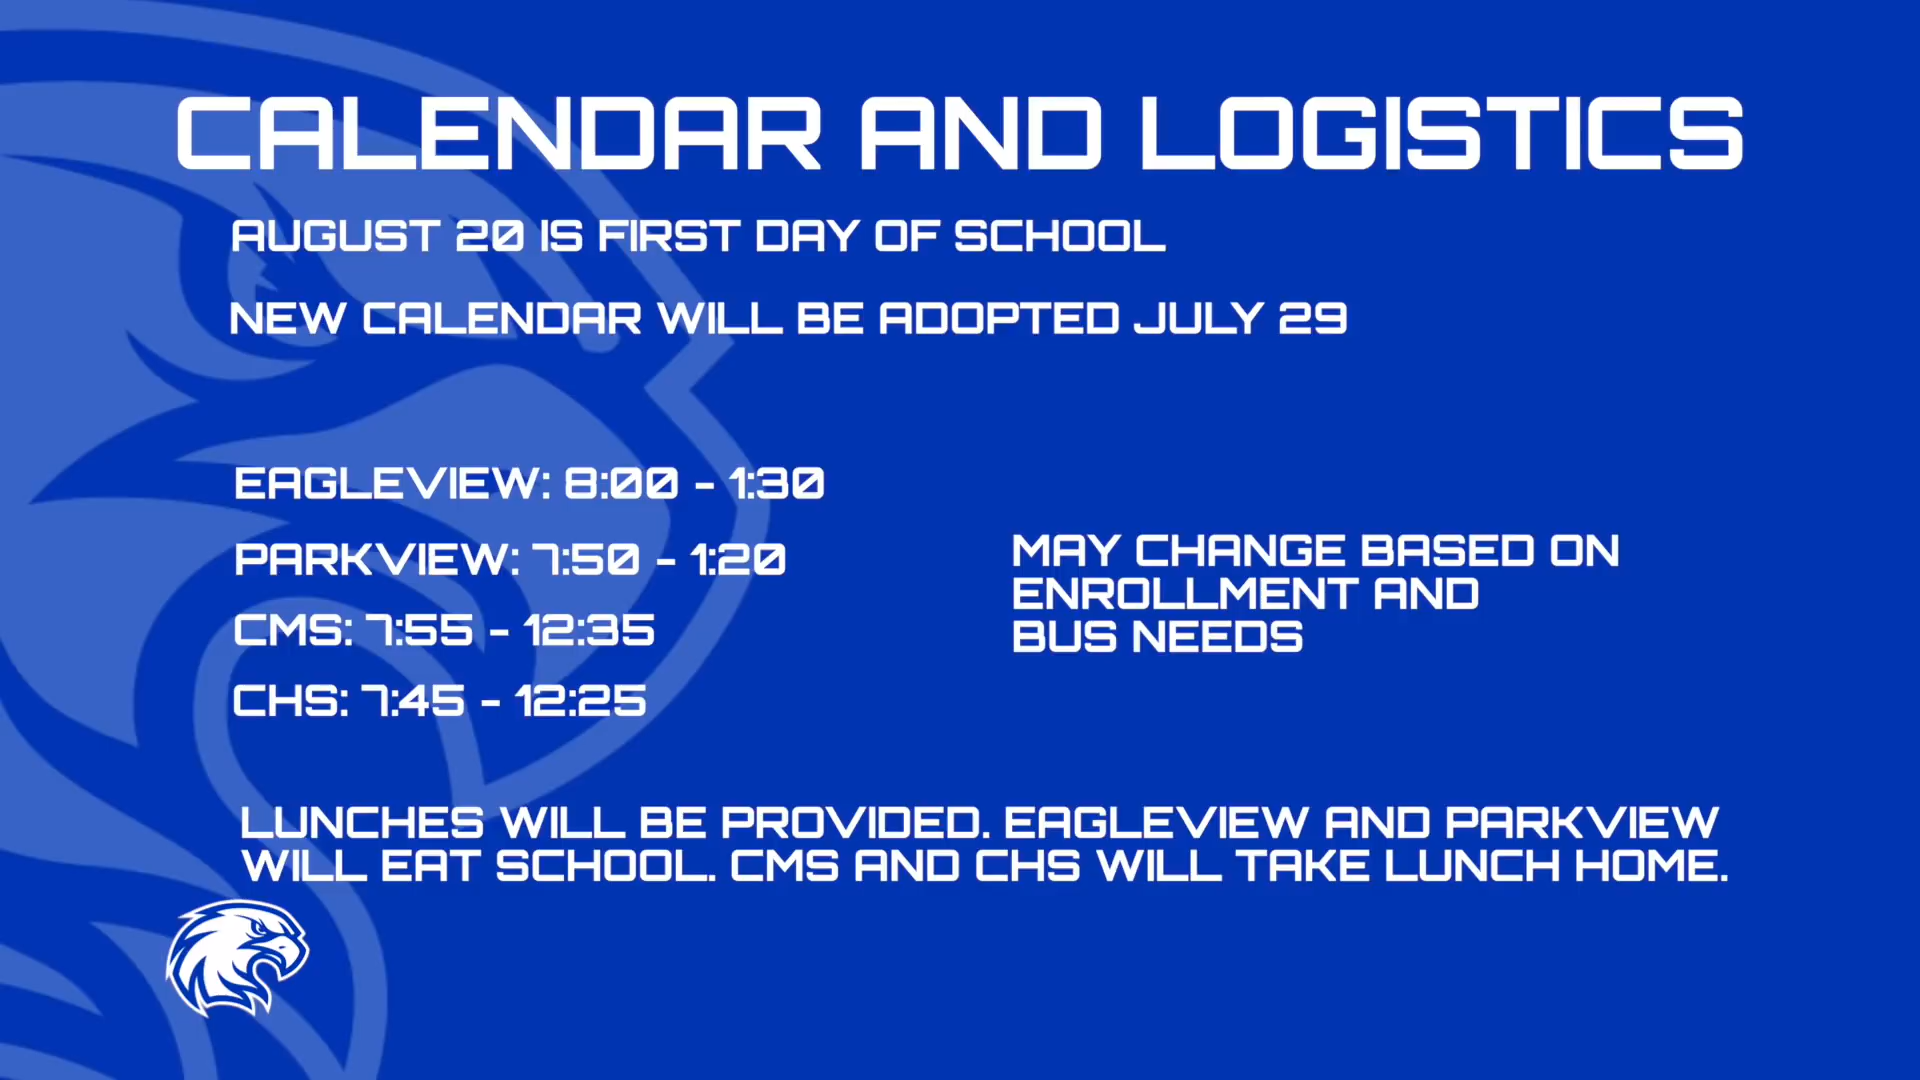 CALENDAR AND LOGISTICS
AUGUST 20 IS FIRST DAY OF SCHOOL
NEW CALENDAR WILL BE ADOPTED JULY 29
EAGLEVIEW: 8:00 - 1:30
PARKVIEW: 7:50 - 1:20
CMS: 7:55 - 12:35
CHS: 7:45 - 12:25
MAY CHANGE BASED ON
ENROLLMENT AND
BUS NEEDS
LUNCHES WILL BE PROVIDED. EAGLEVIEW AND PARKVIEW
WILL EAT SCHOOL. CMS AND CHS WILL TAKE LUNCH HOME.